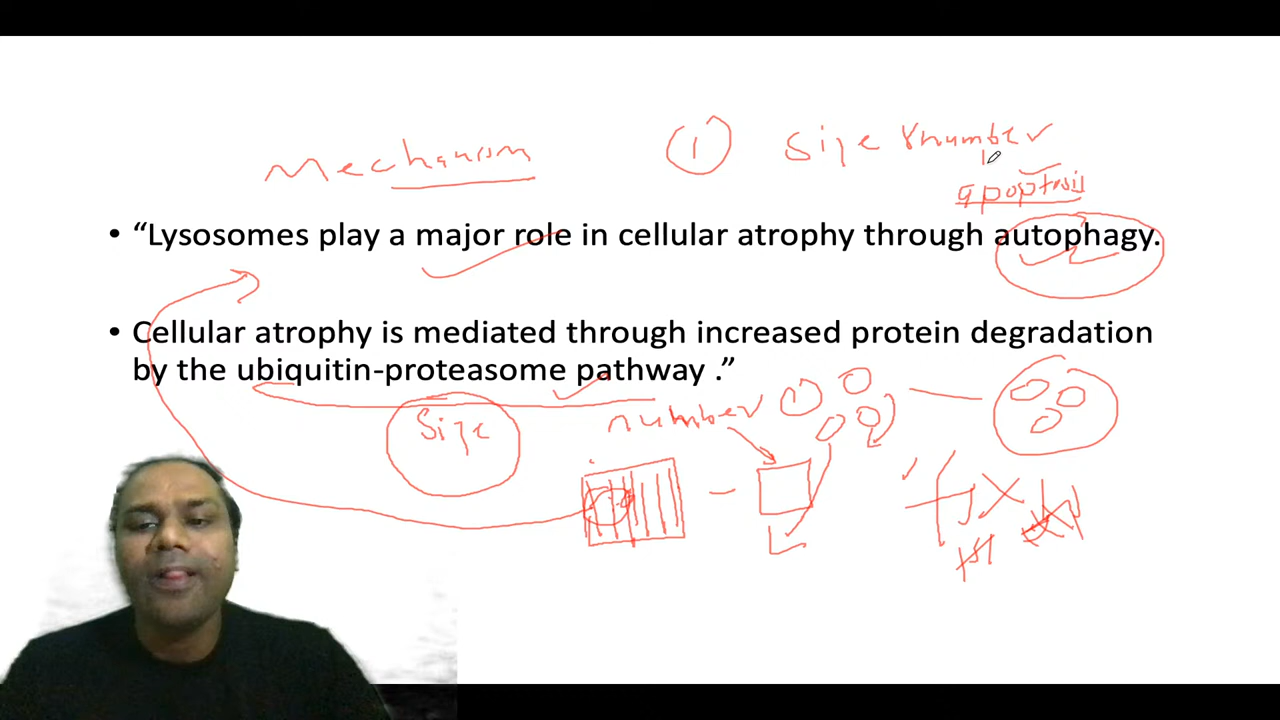 Mechanism
① Size & number
apoptosis
• “Lysosomes play a major role in cellular atrophy through autophagy.
• Cellular atrophy is mediated through increased protein degradation
by the ubiquitin-proteasome pathway .”
Size
number